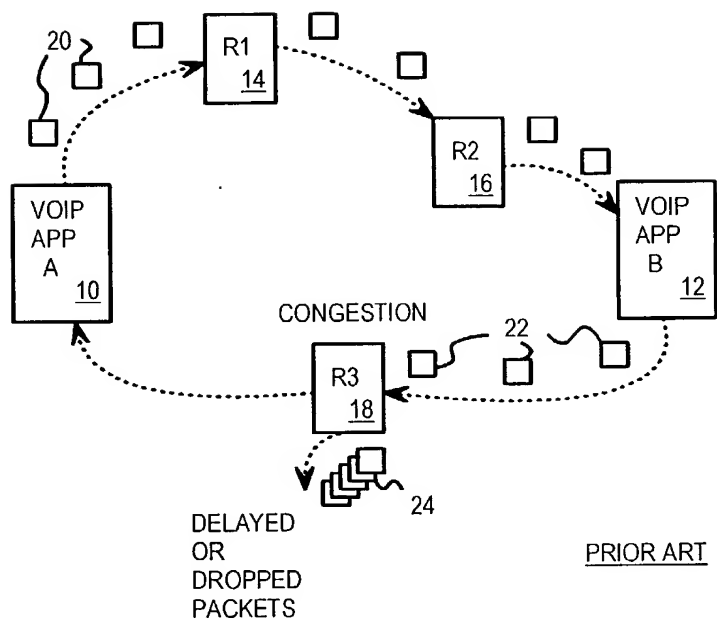 20
R1
14
R2
16
VOIP
APP
A
10
VOIP
APP
B
12
CONGESTION
22
R3
18
24
DELAYED
OR
DROPPED
PACKETS
PRIOR ART